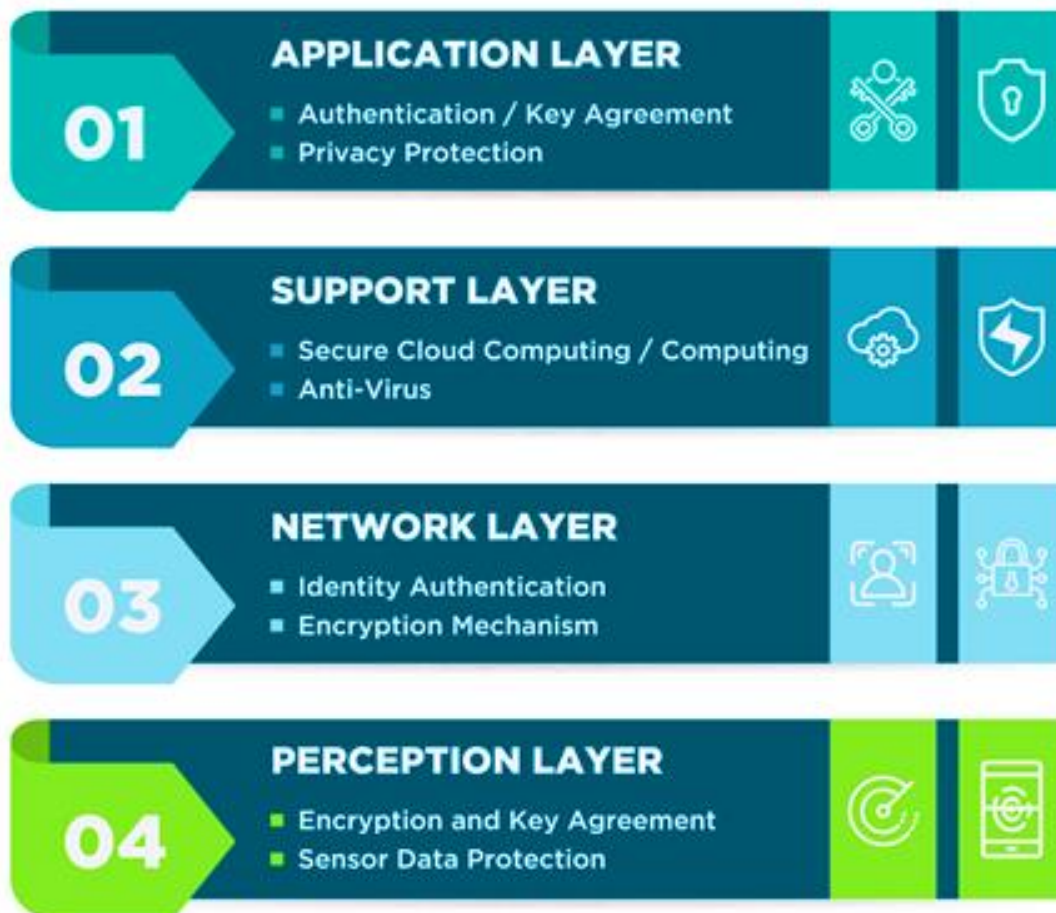 01
APPLICATION LAYER
Authentication / Key Agreement
Privacy Protection
02
SUPPORT LAYER
Secure Cloud Computing / Computing
Anti-Virus
03
NETWORK LAYER
Identity Authentication
Encryption Mechanism
04
PERCEPTION LAYER
Encryption and Key Agreement
Sensor Data Protection